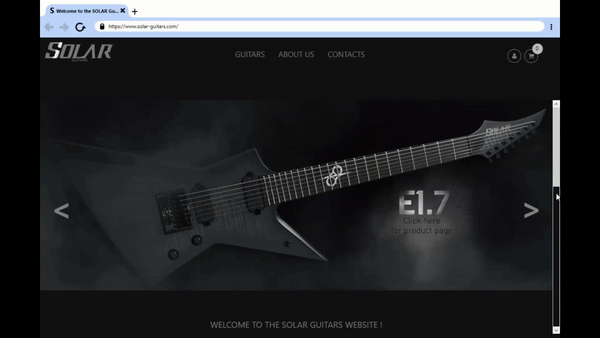 Welcome to the SOLAR Gu...
https://www.solar-guitars.com/
SOLAR
GUITARS
GUITARS ABOUT US CONTACTS
0
SOLAR
E1.7
Click here
for product page
WELCOME TO THE SOLAR GUITARS WEBSITE !